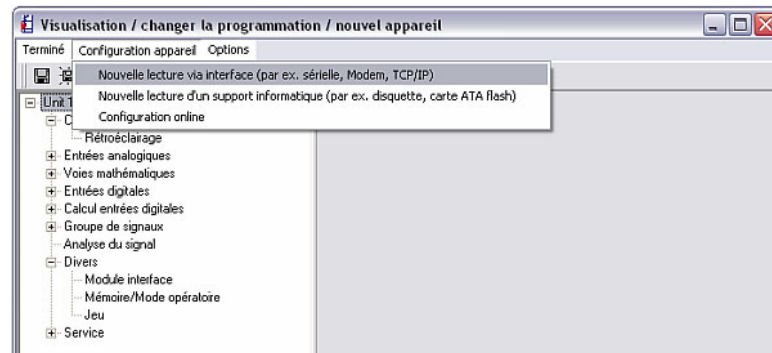 Visualisation / changer la programmation / nouvel appareil
Terminé Configuration appareil Options
Nouvelle lecture via interface (par ex. sérielle, Modem, TCP/IP)
Nouvelle lecture d'un support informatique (par ex. disquette, carte ATA flash)
Configuration online
Unit 1
C
Rétroéclairage
Entrées analogiques
Voies mathématiques
Entrées digitales
Calcul entrées digitales
Groupe de signaux
Analyse du signal
Divers
Module interface
Mémoire/Mode opératoire
Jeu
Service